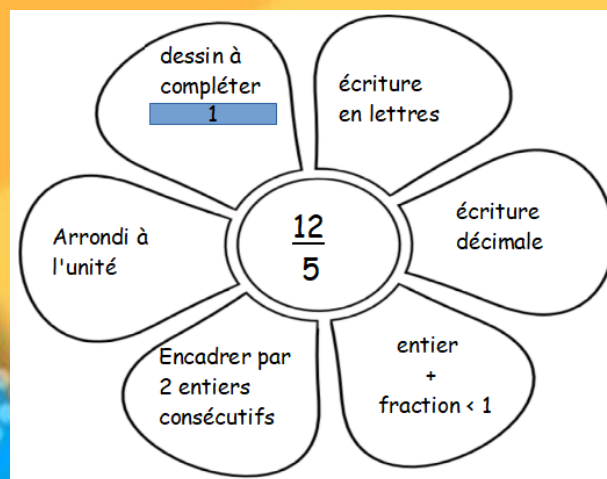 dessin à
compléter
1
écriture
en lettres
écriture
décimale
entier
+
fraction < 1
Encadrer par
2 entiers
consécutifs
Arrondi à
l'unité
12
5